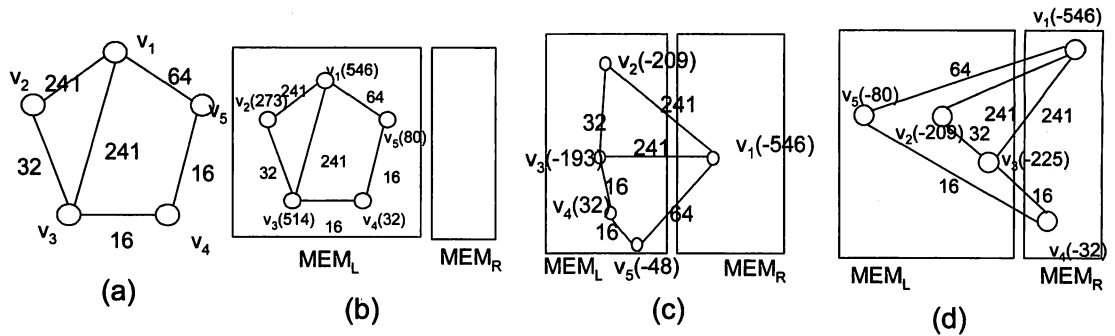 v1
v2
241
64
v5
32
241
16
v3
16
v4
(a)
v1(546)
v2(273)
241
64
v5(80)
32
241
16
v3(514)
16
v4(32)
MEML
MEMR
(b)
v2(-209)
241
32
v3(-193)
241
v1(-546)
16
v4(32)
16
64
MEML
v5(-48)
MEMR
(c)
v1(-546)
64
v5(-80)
241
241
v2(-209)
32
v3(-225)
16
16
v4(-32)
MEML
MEMR
(d)